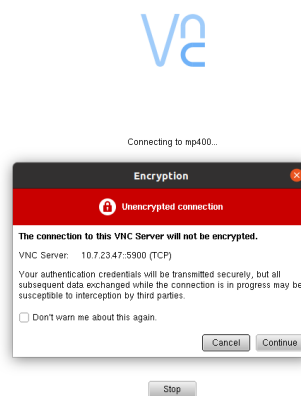 Vnc
Connecting to mp400...
Encryption
Unencrypted connection
The connection to this VNC Server will not be encrypted.
VNC Server: 10.7.23.47::5900 (TCP)
Your authentication credentials will be transmitted securely, but all
subsequent data exchanged while the connection is in progress may be
susceptible to interception by third parties.
Don't warn me about this again.
Cancel Continue
Stop